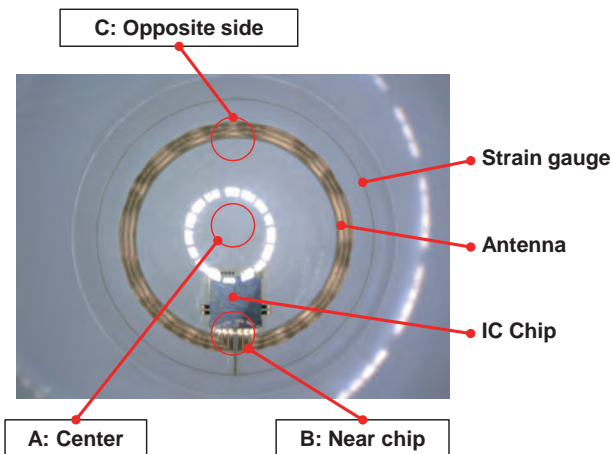 C: Opposite side
Strain gauge
Antenna
IC Chip
A: Center
B: Near chip